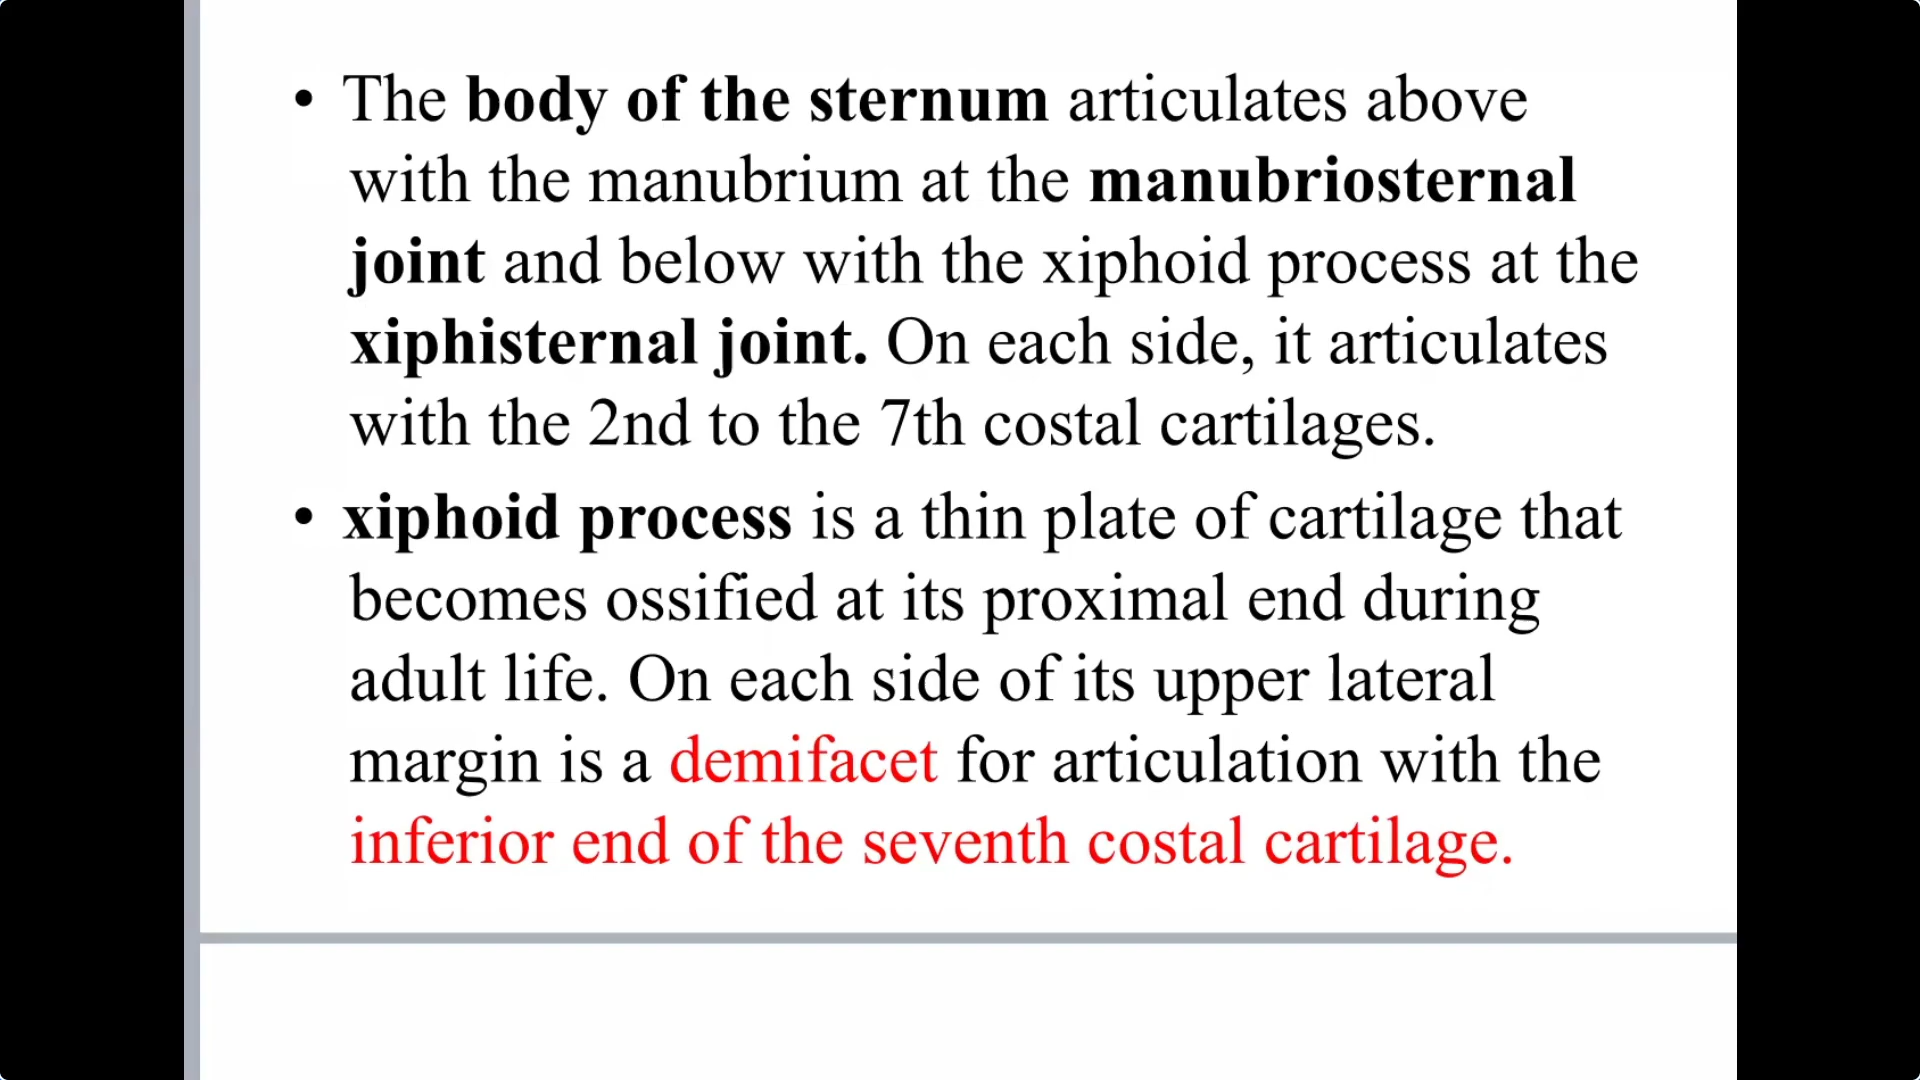 • The body of the sternum articulates above
with the manubrium at the manubriosternal
joint and below with the xiphoid process at the
xiphisternal joint. On each side, it articulates
with the 2nd to the 7th costal cartilages.
• xiphoid process is a thin plate of cartilage that
becomes ossified at its proximal end during
adult life. On each side of its upper lateral
margin is a demifacet for articulation with the
inferior end of the seventh costal cartilage.